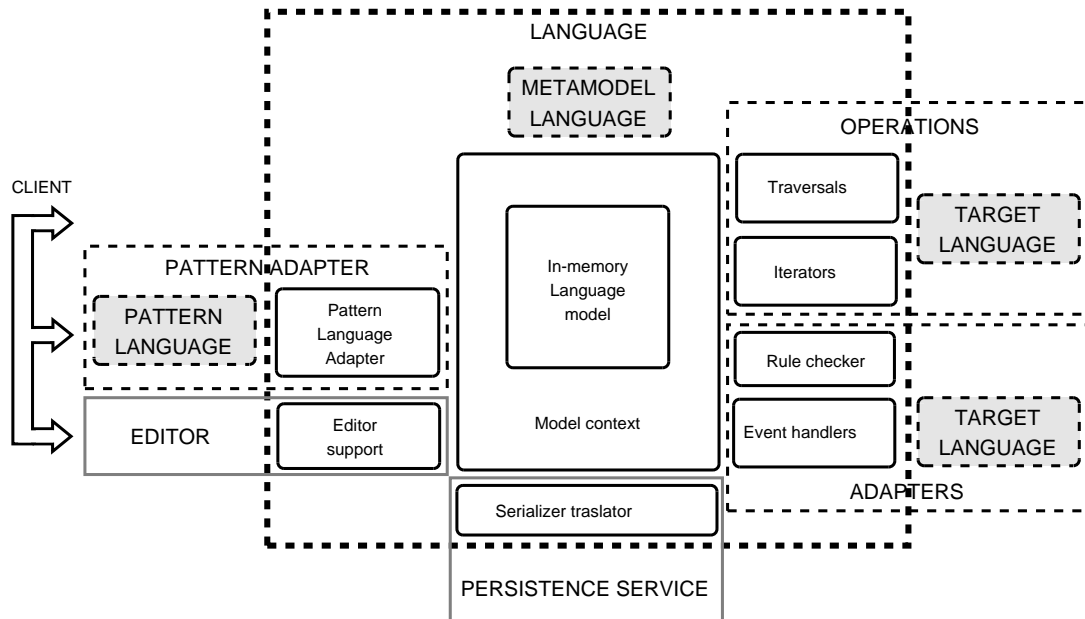 LANGUAGE
METAMODEL
LANGUAGE
OPERATIONS
CLIENT
Traversals
TARGET
LANGUAGE
PATTERN ADAPTER
In-memory
Language
model
Iterators
PATTERN
LANGUAGE
Pattern
Language
Adapter
Rule checker
EDITOR
Editor
support
Model context
Event handlers
TARGET
LANGUAGE
ADAPTERS
Serializer traslator
PERSISTENCE SERVICE